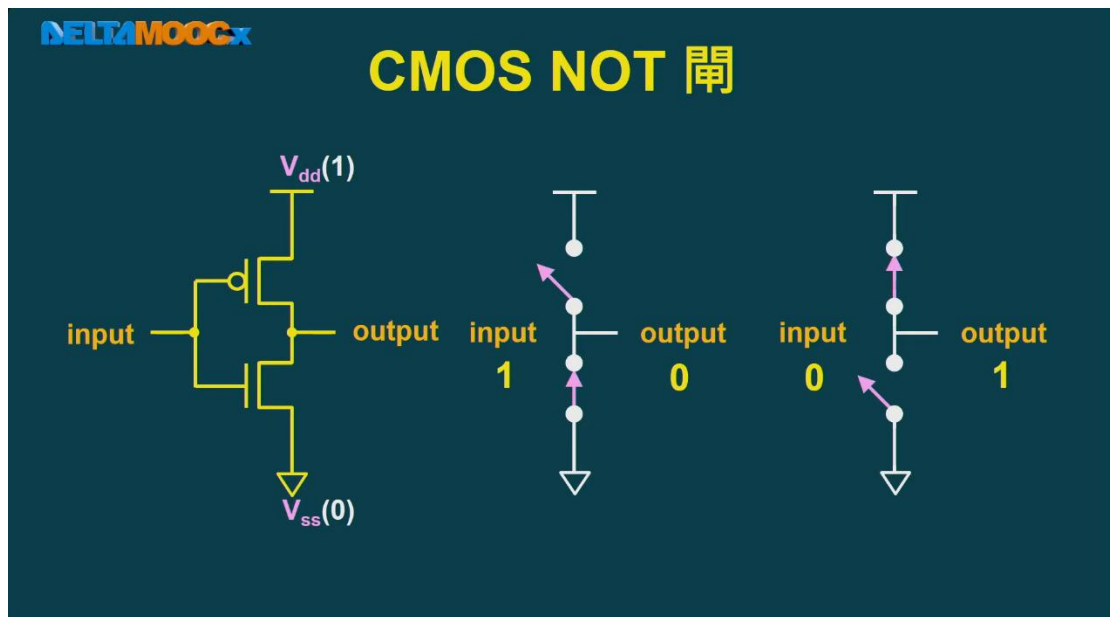 DELTAMOOCx
CMOS NOT 閘
Vdd(1)
input
output
Vss(0)
input
1
output
0
input
0
output
1